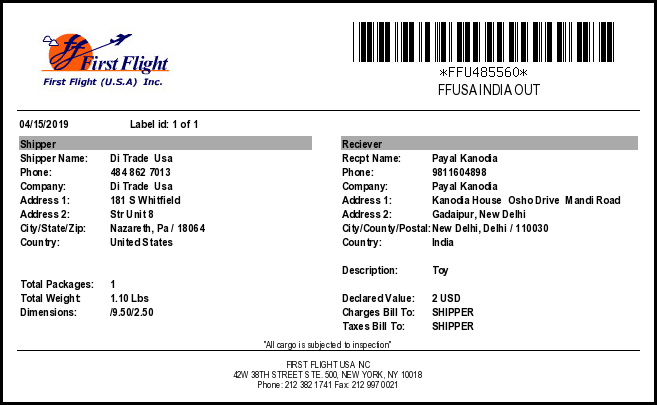 First Flight
First Flight (U.S.A) Inc.
*FFU485560*
FFUSA INDIA OUT
04/15/2019 Label id: 1 of 1
Shipper
Shipper Name: Di Trade Usa
Phone: 484 862 7013
Company: Di Trade Usa
Address 1: 181 S Whitfield
Address 2: Str Unit 8
City/State/Zip: Nazareth, Pa / 18064
Country: United States
Total Packages: 1
Total Weight: 1.10 Lbs
Dimensions: /9.50/2.50
Reciever
Recpt Name: Payal Kanodia
Phone: 9811604898
Company: Payal Kanodia
Address 1: Kanodia House Osho Drive Mandi Road
Address 2: Gadaipur, New Delhi
City/County/Postal: New Delhi, Delhi / 110030
Country: India
Description: Toy
Declared Value: 2 USD
Charges Bill To: SHIPPER
Taxes Bill To: SHIPPER
"All cargo is subjected to inspection"
FIRST FLIGHT USA INC
42W 38TH STREET STE. 500, NEW YORK, NY 10018
Phone: 212 382 1741 Fax: 212 997 0021